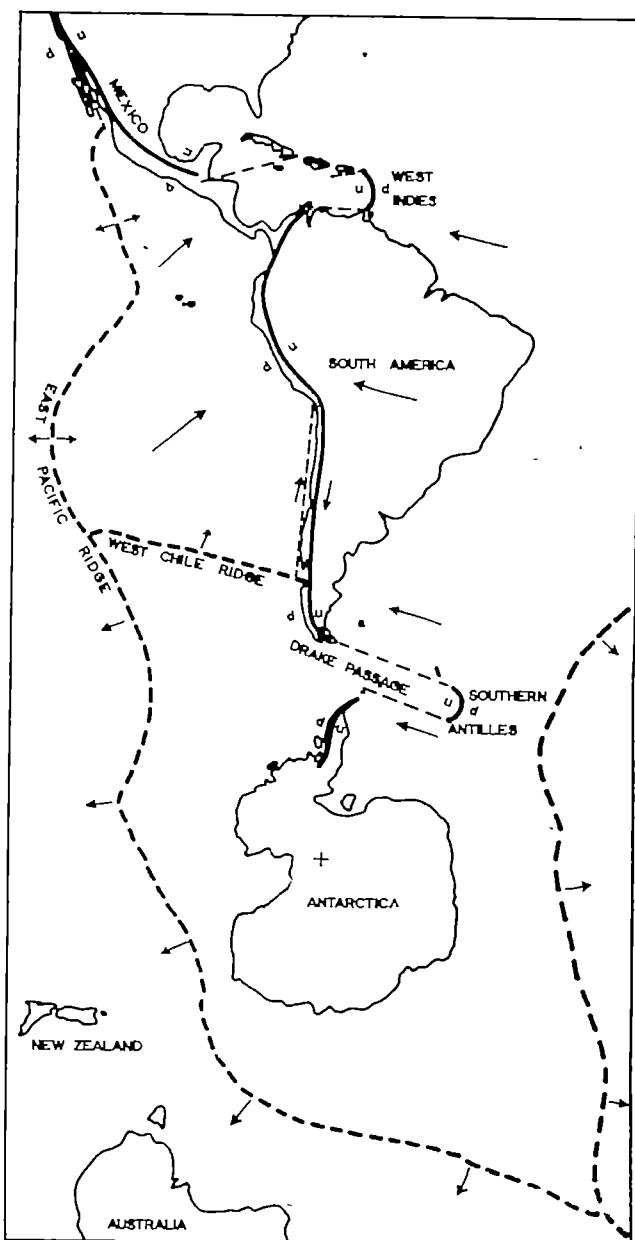 u
d
MEXICO
u
d
WEST
u d
INDIES
u
d
SOUTH AMERICA
EAST
PACIFIC
RIDGE
WEST CHILE RIDGE
d u
DRAKE PASSAGE
SOUTHERN
u d
ANTILLES
d u
ANTARCTICA
NEW ZEALAND
AUSTRALIA